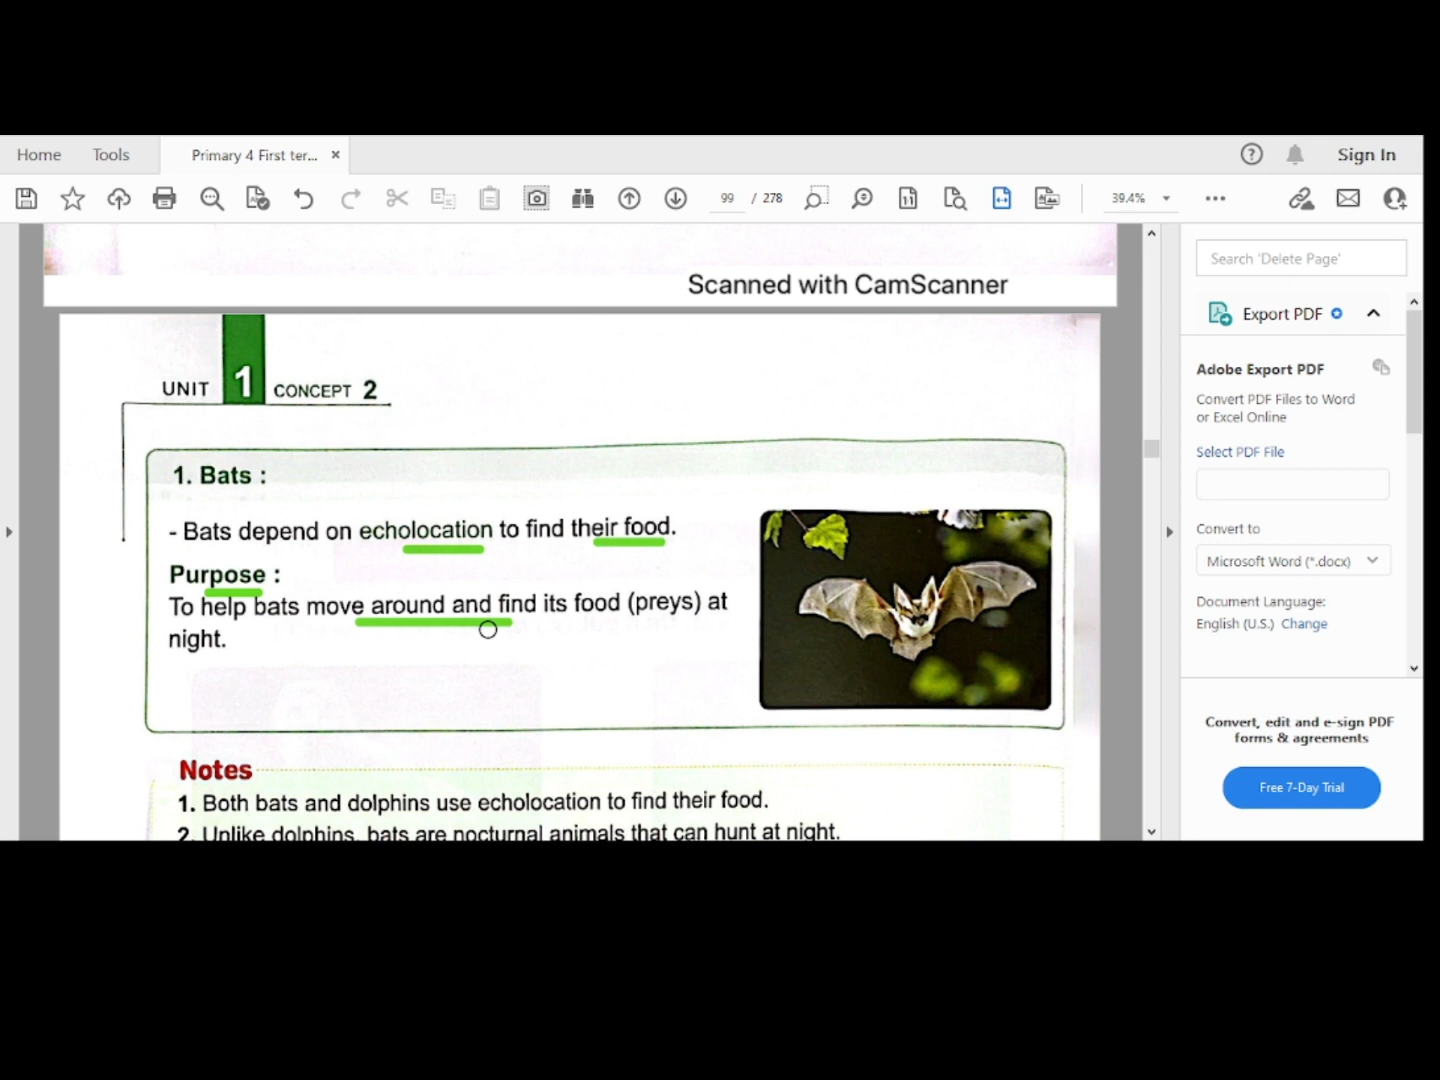 Home Tools Primary 4 First ter... × Sign In
99 / 278 39.4%
Scanned with CamScanner
UNIT 1 CONCEPT 2
1. Bats :
- Bats depend on echolocation to find their food.
Purpose :
To help bats move around and find its food (preys) at
night.
Notes
1. Both bats and dolphins use echolocation to find their food.
2. Unlike dolphins, bats are nocturnal animals that can hunt at night.
Search 'Delete Page'
Export PDF
Adobe Export PDF
Convert PDF Files to Word
or Excel Online
Select PDF File
Convert to
Microsoft Word (*.docx)
Document Language:
English (U.S.) Change
Convert, edit and e-sign PDF
forms & agreements
Free 7-Day Trial